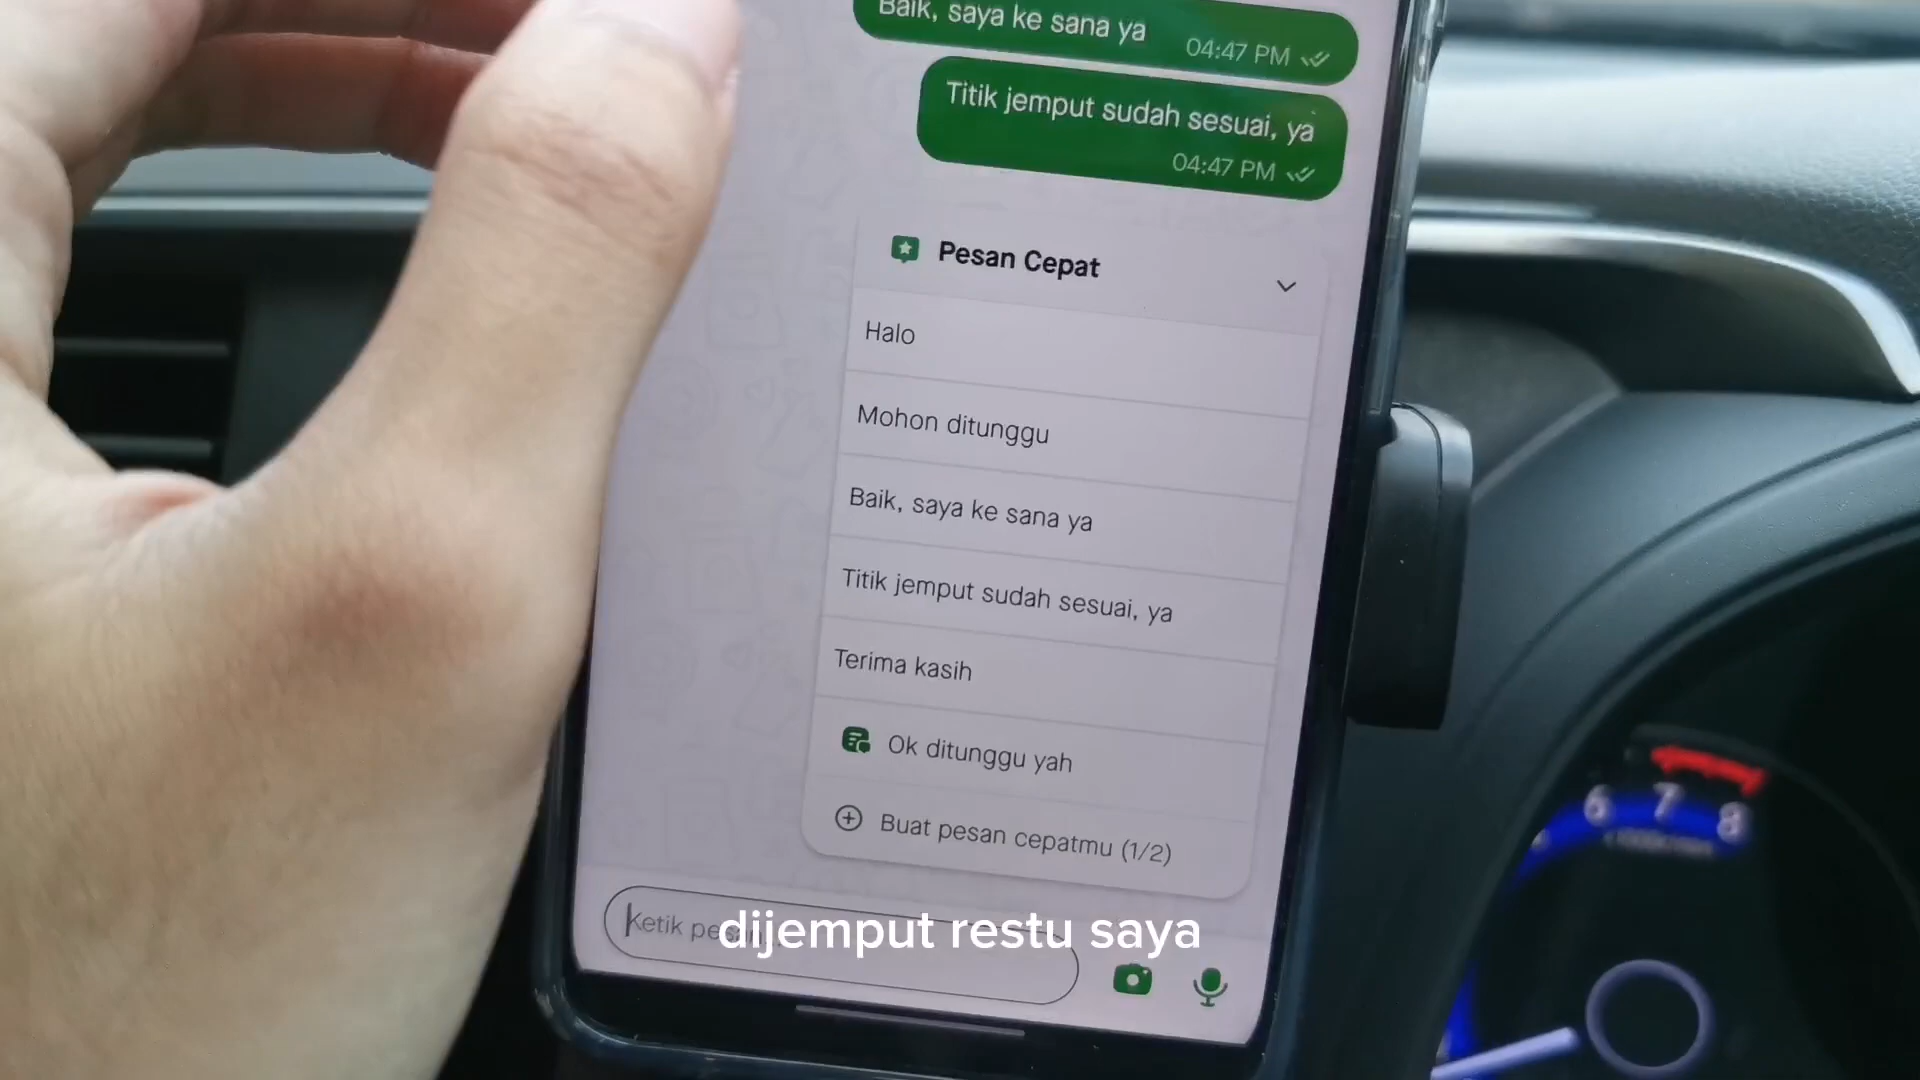 Baik, saya ke sana ya
04:47 PM
Titik jemput sudah sesuai, ya
04:47 PM
Pesan Cepat
Halo
Mohon ditunggu
Baik, saya ke sana ya
Titik jemput sudah sesuai, ya
Terima kasih
Ok ditunggu yah
Buat pesan cepatmu (1/2)
Ketik
dijemput restu saya
6 7 8